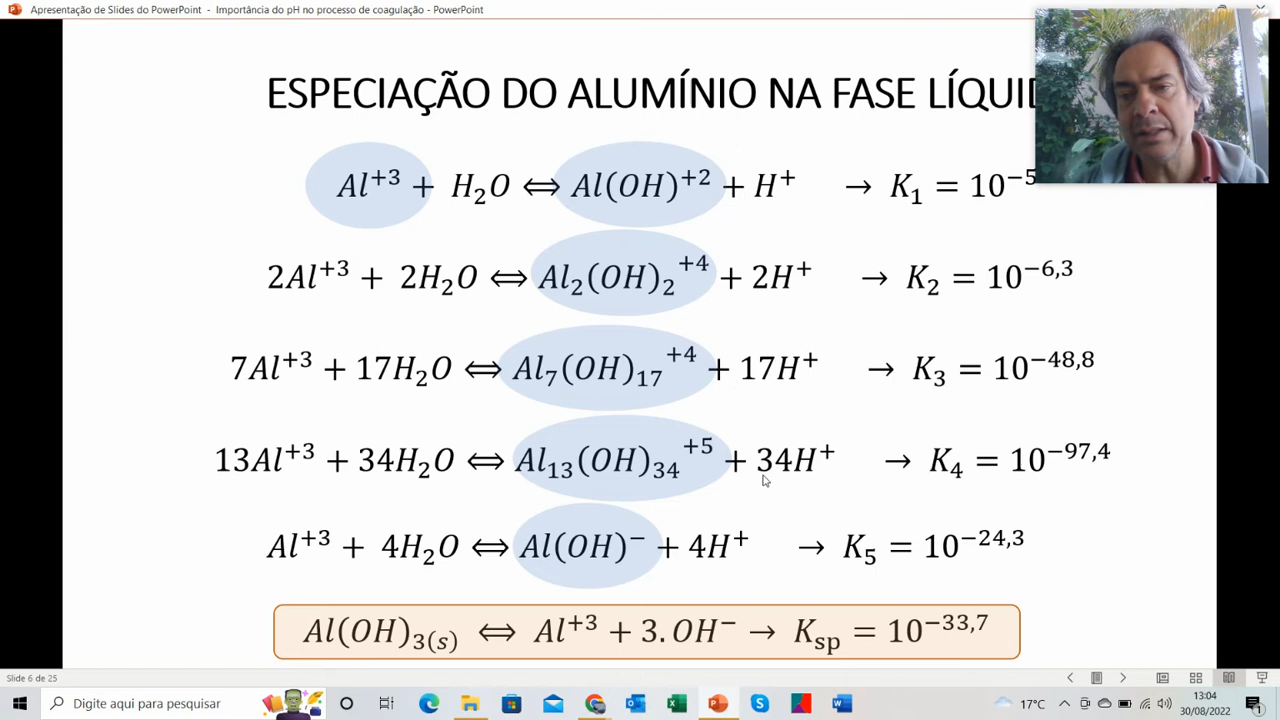 Apresentação de Slides do PowerPoint - Importância do pH no processo de coagulação - PowerPoint
ESPECIAÇÃO DO ALUMÍNIO NA FASE LÍQUID
Al⁺³ + H₂O ⇔ Al(OH)⁺² + H⁺ → K₁ = 10⁻⁵
2Al⁺³ + 2H₂O ⇔ Al₂(OH)₂⁺⁴ + 2H⁺ → K₂ = 10⁻⁶,³
7Al⁺³ + 17H₂O ⇔ Al₇(OH)₁₇⁺⁴ + 17H⁺ → K₃ = 10⁻⁴⁸,⁸
13Al⁺³ + 34H₂O ⇔ Al₁₃(OH)₃₄⁺⁵ + 34H⁺ → K₄ = 10⁻⁹⁷,⁴
Al⁺³ + 4H₂O ⇔ Al(OH)⁻ + 4H⁺ → K₅ = 10⁻²⁴,³
Al(OH)₃₍ₛ₎ ⇔ Al⁺³ + 3.OH⁻ → Kₛₚ = 10⁻³³,⁷
Slide 6 de 25
Digite aqui para pesquisar
17°C
13:04
30/08/2022